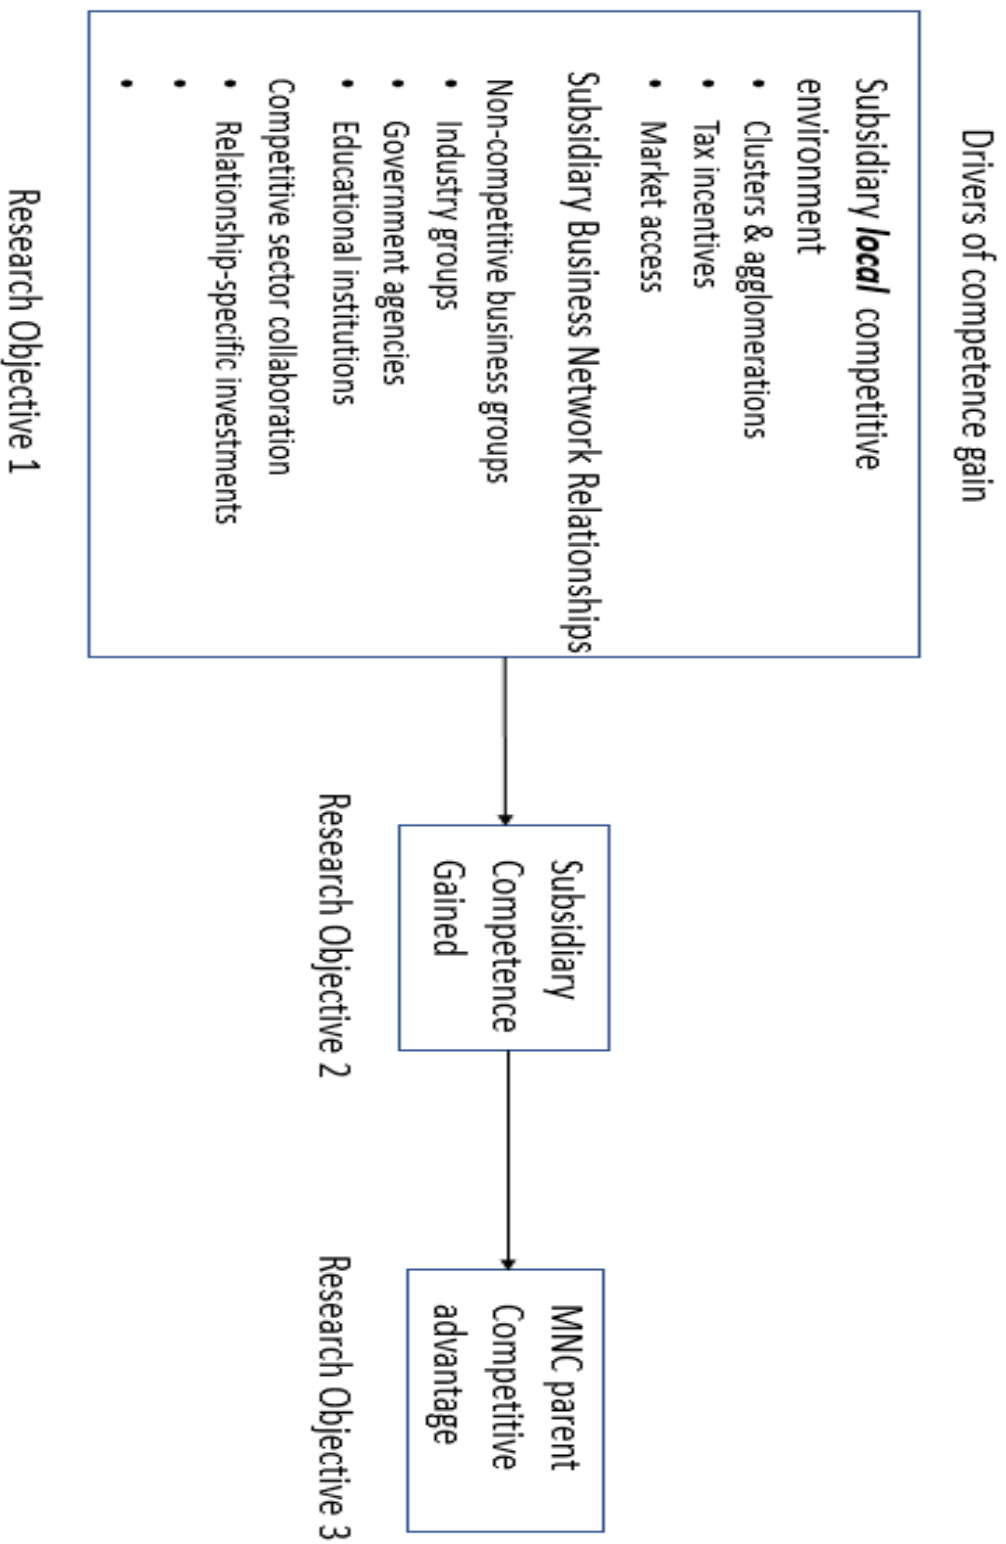 Drivers of competence gain
Subsidiary local competitive
environment
• Clusters & agglomerations
• Tax incentives
• Market access
Subsidiary Business Network Relationships
Non-competitive business groups
• Industry groups
• Government agencies
• Educational institutions
Competitive sector collaboration
• Relationship-specific investments
•
•
Research Objective 1
Subsidiary
Competence
Gained
Research Objective 2
MNC parent
Competitive
advantage
Research Objective 3